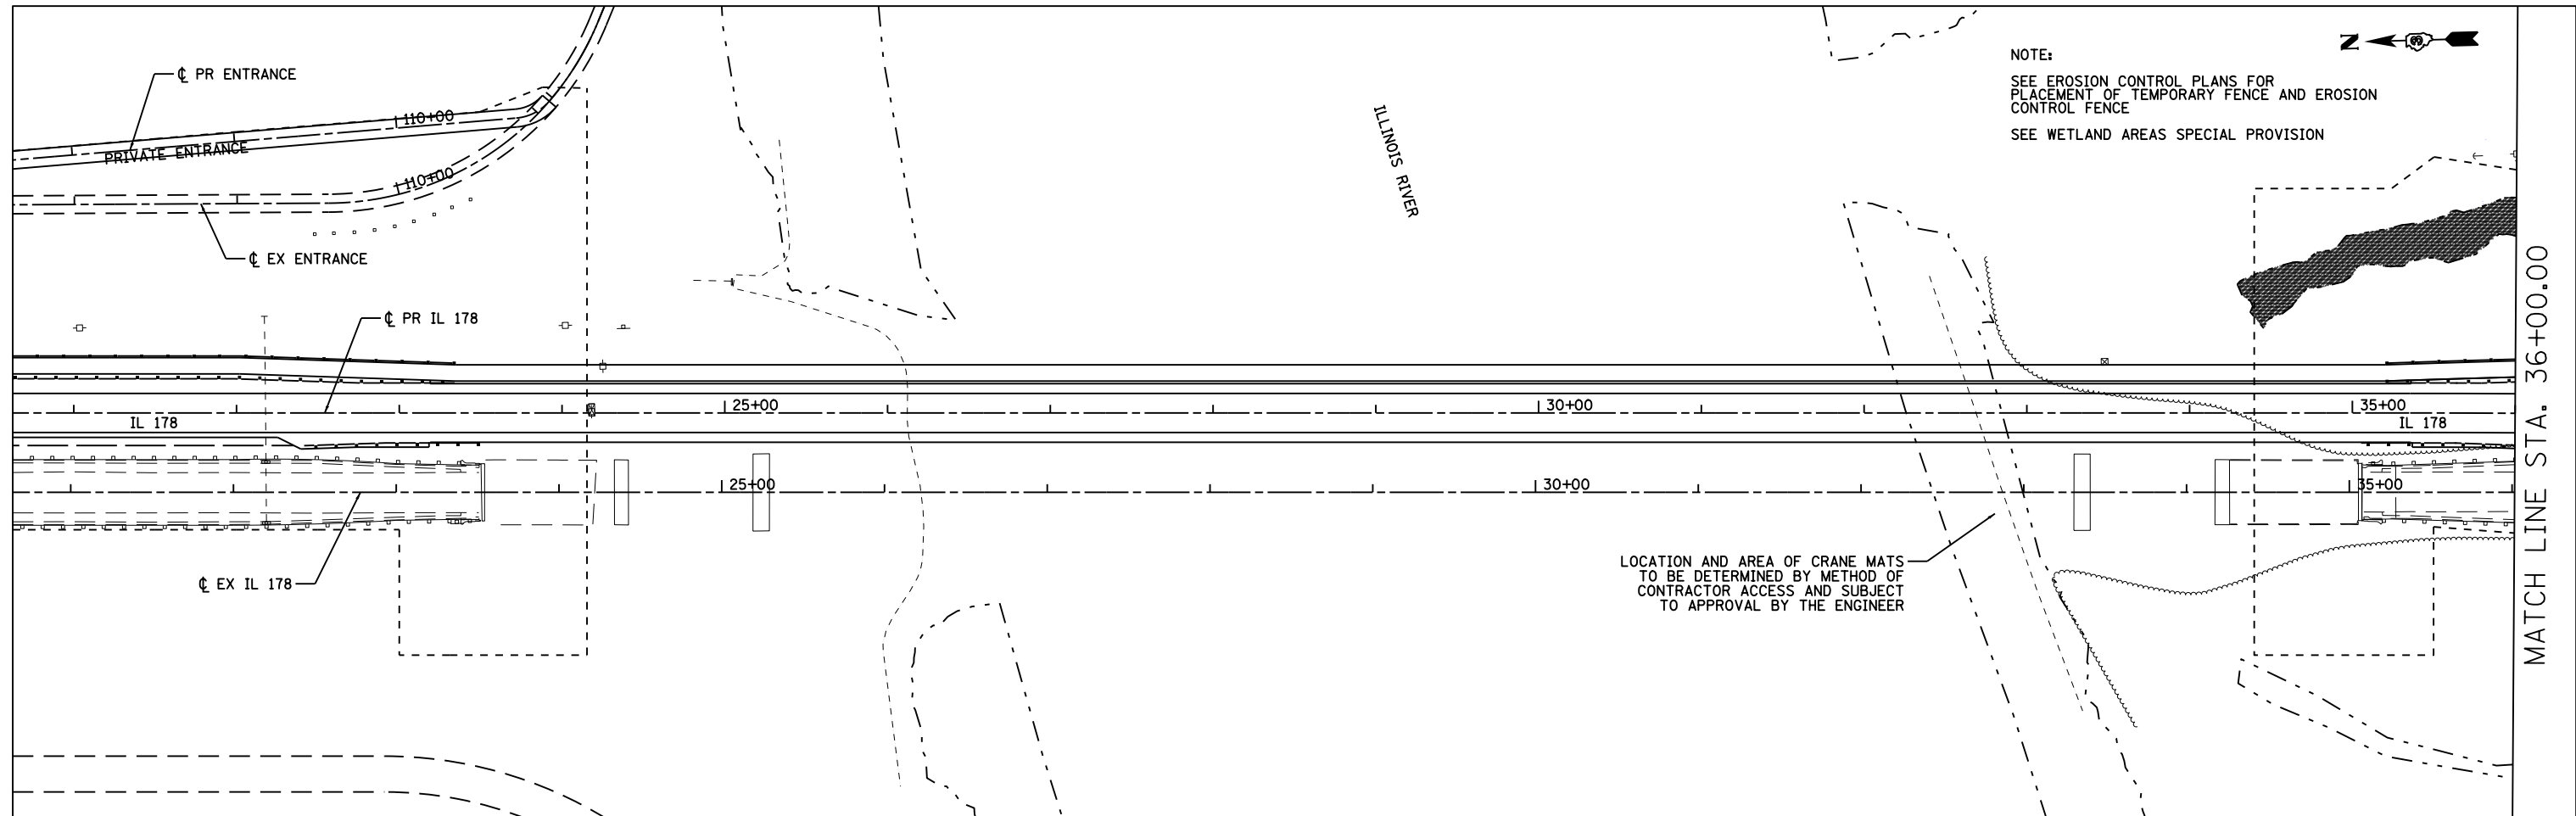 ℄ PR ENTRANCE
110+00
PRIVATE ENTRANCE
110+00
℄ EX ENTRANCE
ILLINOIS RIVER
NOTE:
SEE EROSION CONTROL PLANS FOR
PLACEMENT OF TEMPORARY FENCE AND EROSION
CONTROL FENCE
SEE WETLAND AREAS SPECIAL PROVISION
N
℄ PR IL 178
25+00
30+00
35+00
IL 178
IL 178
25+00
30+00
35+00
℄ EX IL 178
LOCATION AND AREA OF CRANE MATS
TO BE DETERMINED BY METHOD OF
CONTRACTOR ACCESS AND SUBJECT
TO APPROVAL BY THE ENGINEER
MATCH LINE STA. 36+00.00